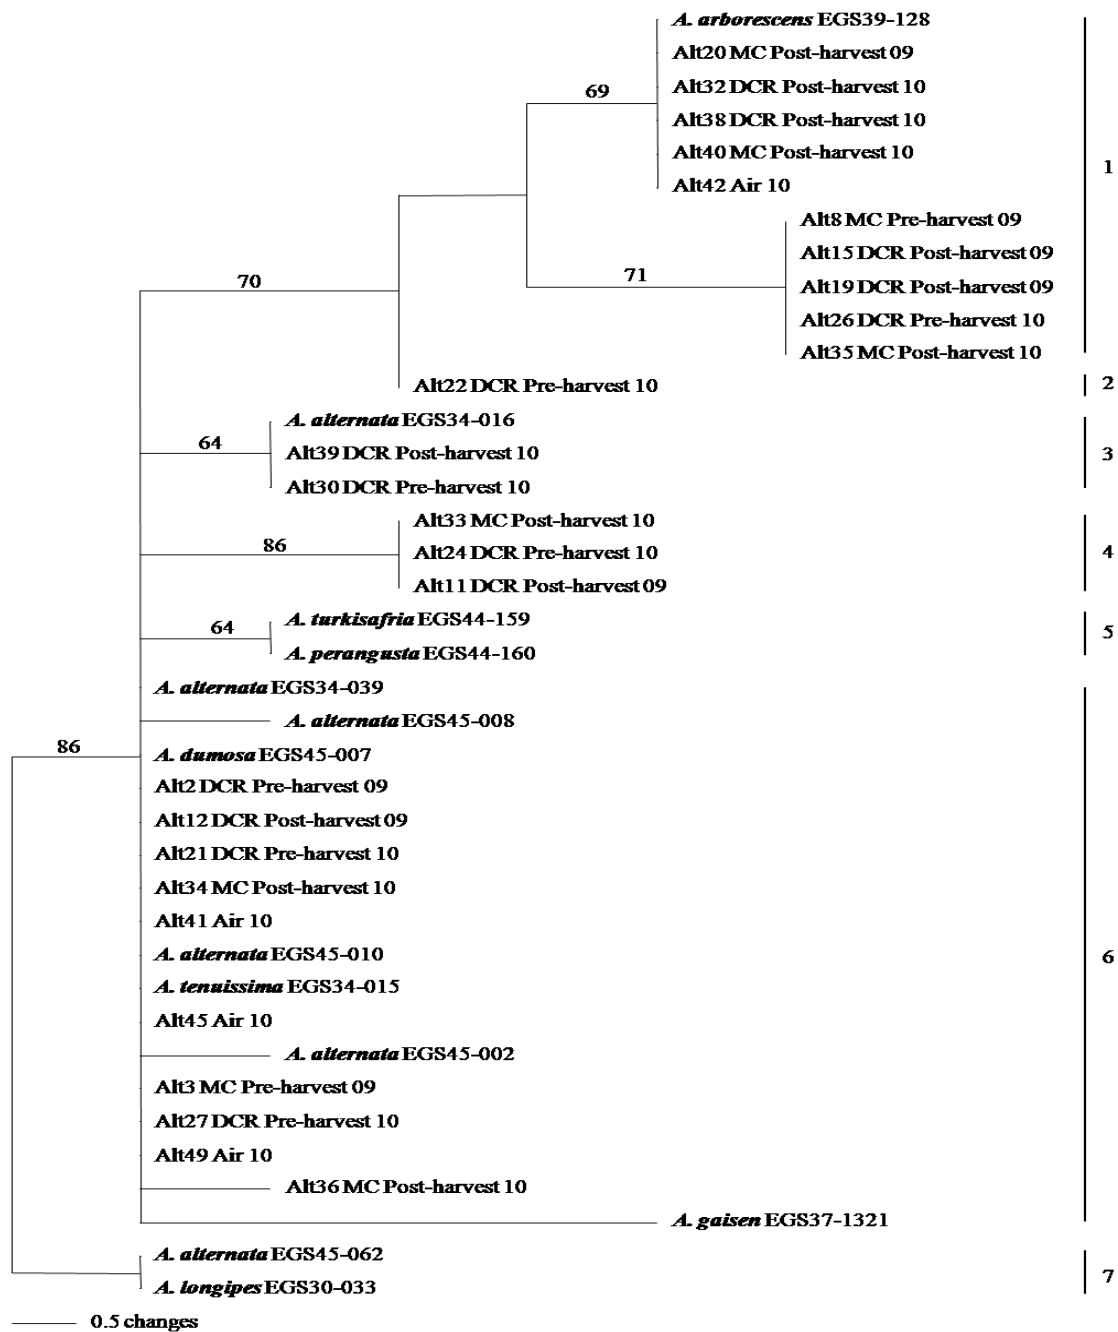 A. arborescens EGS39-128
Alt20 MC Post-harvest 09
69
Alt32 DCR Post-harvest 10
Alt38 DCR Post-harvest 10
Alt40 MC Post-harvest 10
1
Alt42 Air 10
Alt8 MC Pre-harvest 09
Alt15 DCR Post-harvest 09
70
71
Alt19 DCR Post-harvest 09
Alt26 DCR Pre-harvest 10
Alt35 MC Post-harvest 10
Alt22 DCR Pre-harvest 10
2
A. alternata EGS34-016
64
Alt39 DCR Post-harvest 10
3
Alt30 DCR Pre-harvest 10
Alt33 MC Post-harvest 10
86
Alt24 DCR Pre-harvest 10
4
Alt11 DCR Post-harvest 09
A. turkisafria EGS44-159
64
5
A. perangusta EGS44-160
A. alternata EGS34-039
A. alternata EGS45-008
86
A. dumosa EGS45-007
Alt2 DCR Pre-harvest 09
Alt12 DCR Post-harvest 09
Alt21 DCR Pre-harvest 10
Alt34 MC Post-harvest 10
Alt41 Air 10
A. alternata EGS45-010
6
A. tenuissima EGS34-015
Alt45 Air 10
A. alternata EGS45-002
Alt3 MC Pre-harvest 09
Alt27 DCR Pre-harvest 10
Alt49 Air 10
Alt36 MC Post-harvest 10
A. gaisen EGS37-1321
A. alternata EGS45-062
7
A. longipes EGS30-033
0.5 changes